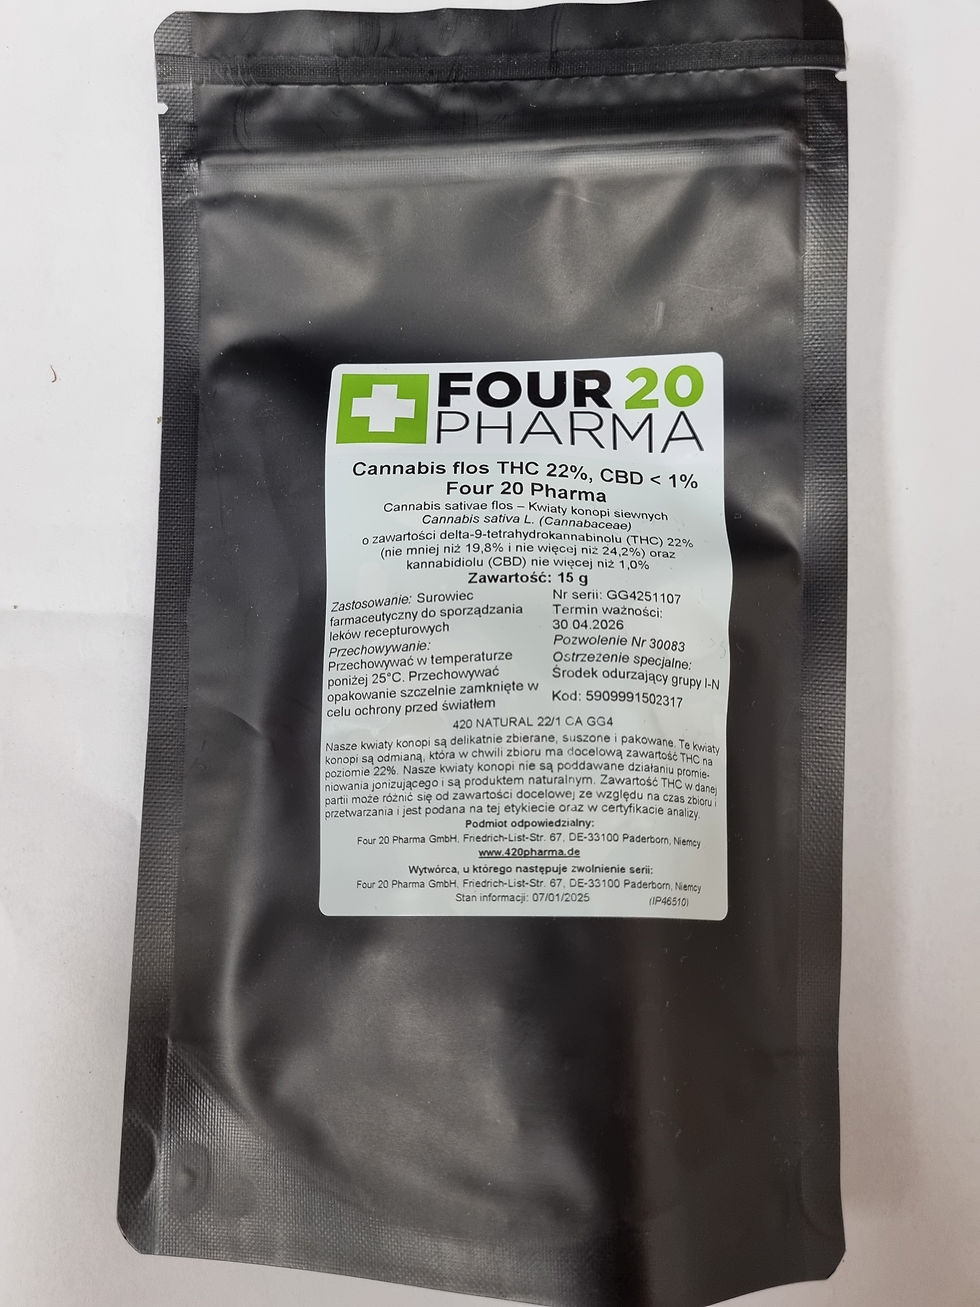 FOUR 20
PHARMA
Cannabis flos THC 22%, CBD < 1%
Four 20 Pharma
Cannabis sativae flos – Kwiaty konopi siewnych
Cannabis sativa L. (Cannabaceae)
o zawartości delta-9-tetrahydrokannabinolu (THC) 22%
(nie mniej niż 19,8% i nie więcej niż 24,2%) oraz
kannabidiolu (CBD) nie więcej niż 1,0%
Zawartość: 15 g
Zastosowanie: Surowiec
farmaceutyczny do sporządzania
leków recepturowych
Przechowywanie:
Przechowywać w temperaturze
poniżej 25°C. Przechowywać
opakowanie szczelnie zamknięte w
celu ochrony przed światłem
Nr serii: GG4251107
Termin ważności:
30.04.2026
Pozwolenie Nr 30083
Ostrzeżenie specjalne:
Środek odurzający grupy I-N
Kod: 5909991502317
420 NATURAL 22/1 CA GG4
Nasze kwiaty konopi są delikatnie zbierane, suszone i pakowane. Te kwiaty
konopi są odmianą, która w chwili zbioru ma docelową zawartość THC na
poziomie 22%. Nasze kwiaty konopi nie są poddawane działaniu promie-
niowania jonizującego i są produktem naturalnym. Zawartość THC w danej
partii może różnić się od zawartości docelowej ze względu na czas zbioru i
przetwarzania i jest podana na tej etykiecie oraz w certyfikacie analizy.
Podmiot odpowiedzialny:
Four 20 Pharma GmbH, Friedrich-List-Str. 67, DE-33100 Paderborn, Niemcy
www.420pharma.de
Wytwórca, u którego następuje zwolnienie serii:
Four 20 Pharma GmbH, Friedrich-List-Str. 67, DE-33100 Paderborn, Niemcy
Stan informacji: 07/01/2025
(IP46510)